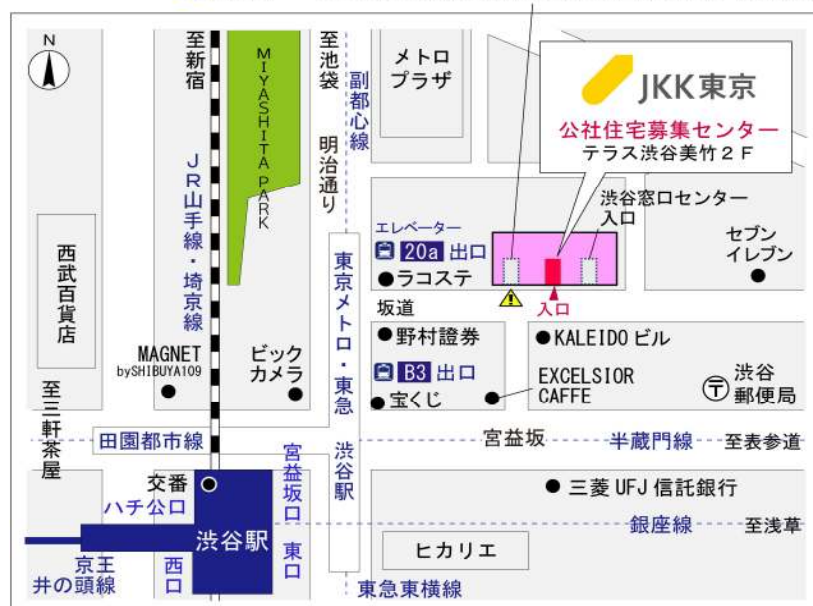 N
至新宿
MIYASHITA PARK
至池袋
副都心線
明治通り
メトロ
プラザ
JKK東京
公社住宅募集センター
テラス渋谷美竹2F
JR山手線・埼京線
渋谷窓口センター
入口
エレベーター
20a 出口
ラコステ
セブン
イレブン
西武百貨店
東京メトロ・東急
渋谷駅
坂道
入口
野村證券
KALEIDO ビル
MAGNET
bySHIBUYA109
ビック
カメラ
B3 出口
EXCELSIOR
CAFFE
渋谷
郵便局
宝くじ
至三軒茶屋
田園都市線
宮益坂
半蔵門線
至表参道
宮益坂口
交番
ハチ公口
三菱 UFJ 信託銀行
渋谷駅
銀座線
至浅草
京王
井の頭線
西口
東口
ヒカリエ
東急東横線